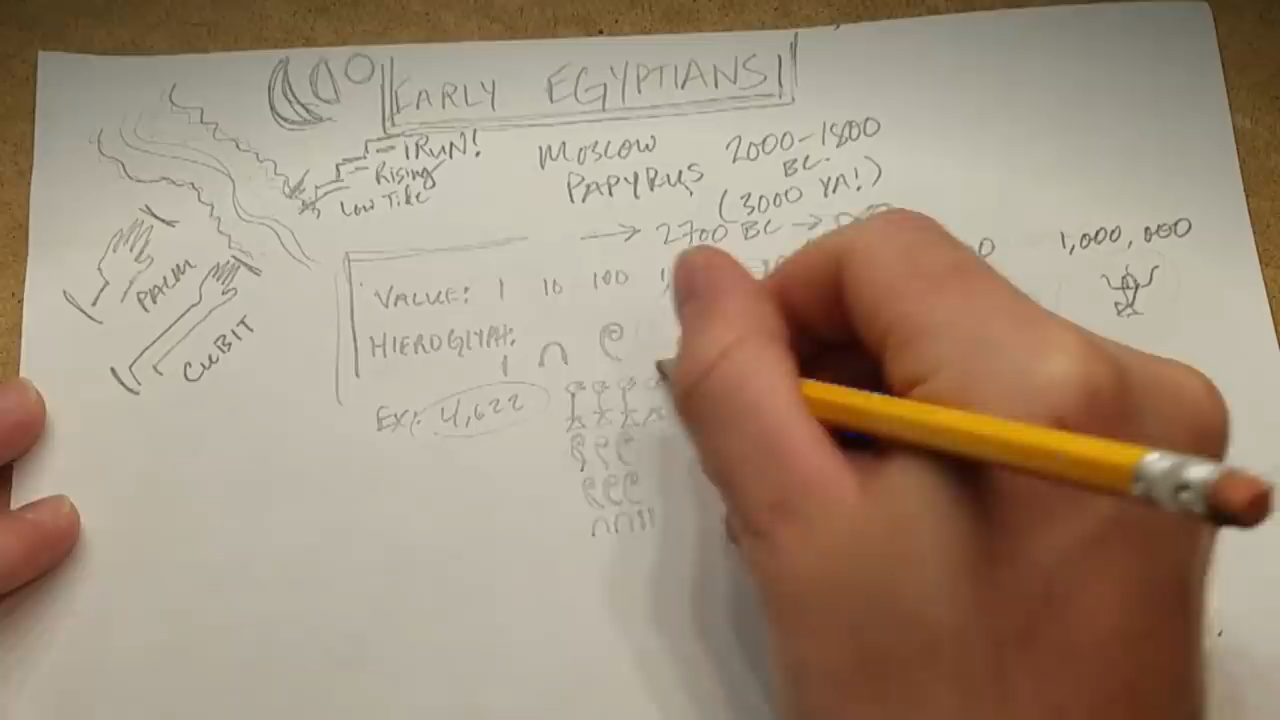 EARLY EGYPTIANS
RUN!
Rising
Low Tide
MOSCOW
PAPYRUS
2000-1800
BC.
(3000 YA!)
→ 2700 BC →
PALM
CUBIT
VALUE: 1 10 100
1,000,000
HIEROGLYPH:
EX: 4,622